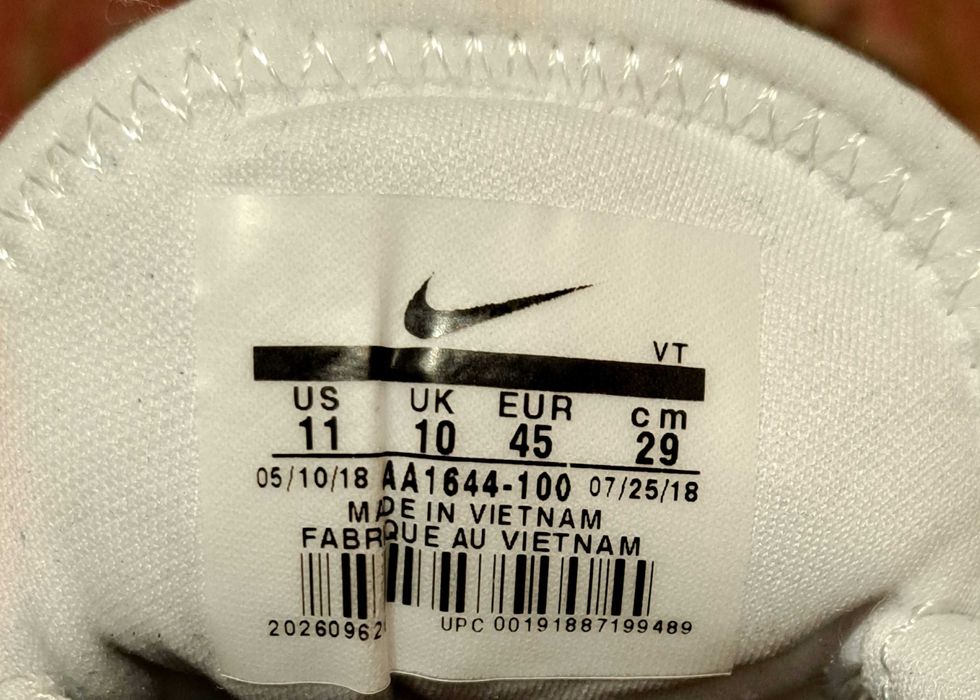 VT
US UK EUR cm
11 10 45 29
05/10/18 AA1644-100 07/25/18
MADE IN VIETNAM
FABRIQUE AU VIETNAM
UPC 00191887199489